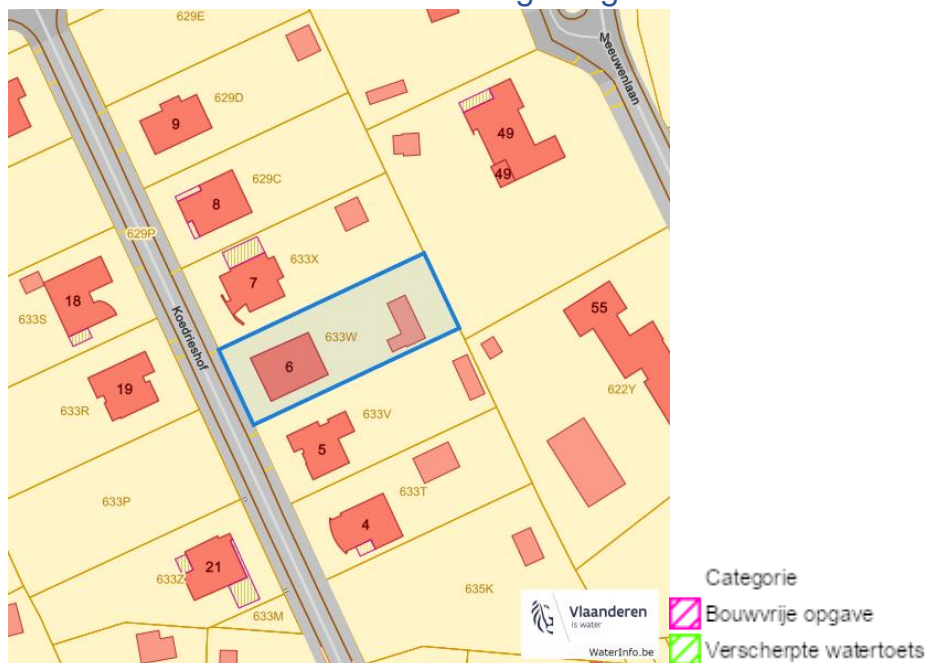 629E
Meeuwenlaan
629D
9
49
49
629C
8
629P
633X
7
18
633S
Koedrieshof
633W
6
55
19
633R
633V
5
622Y
633T
633P
4
21
633Z
635K
633M
Vlaanderen
is water
WaterInfo.be
Categorie
Bouwvrije opgave
Verscherpte watertoets